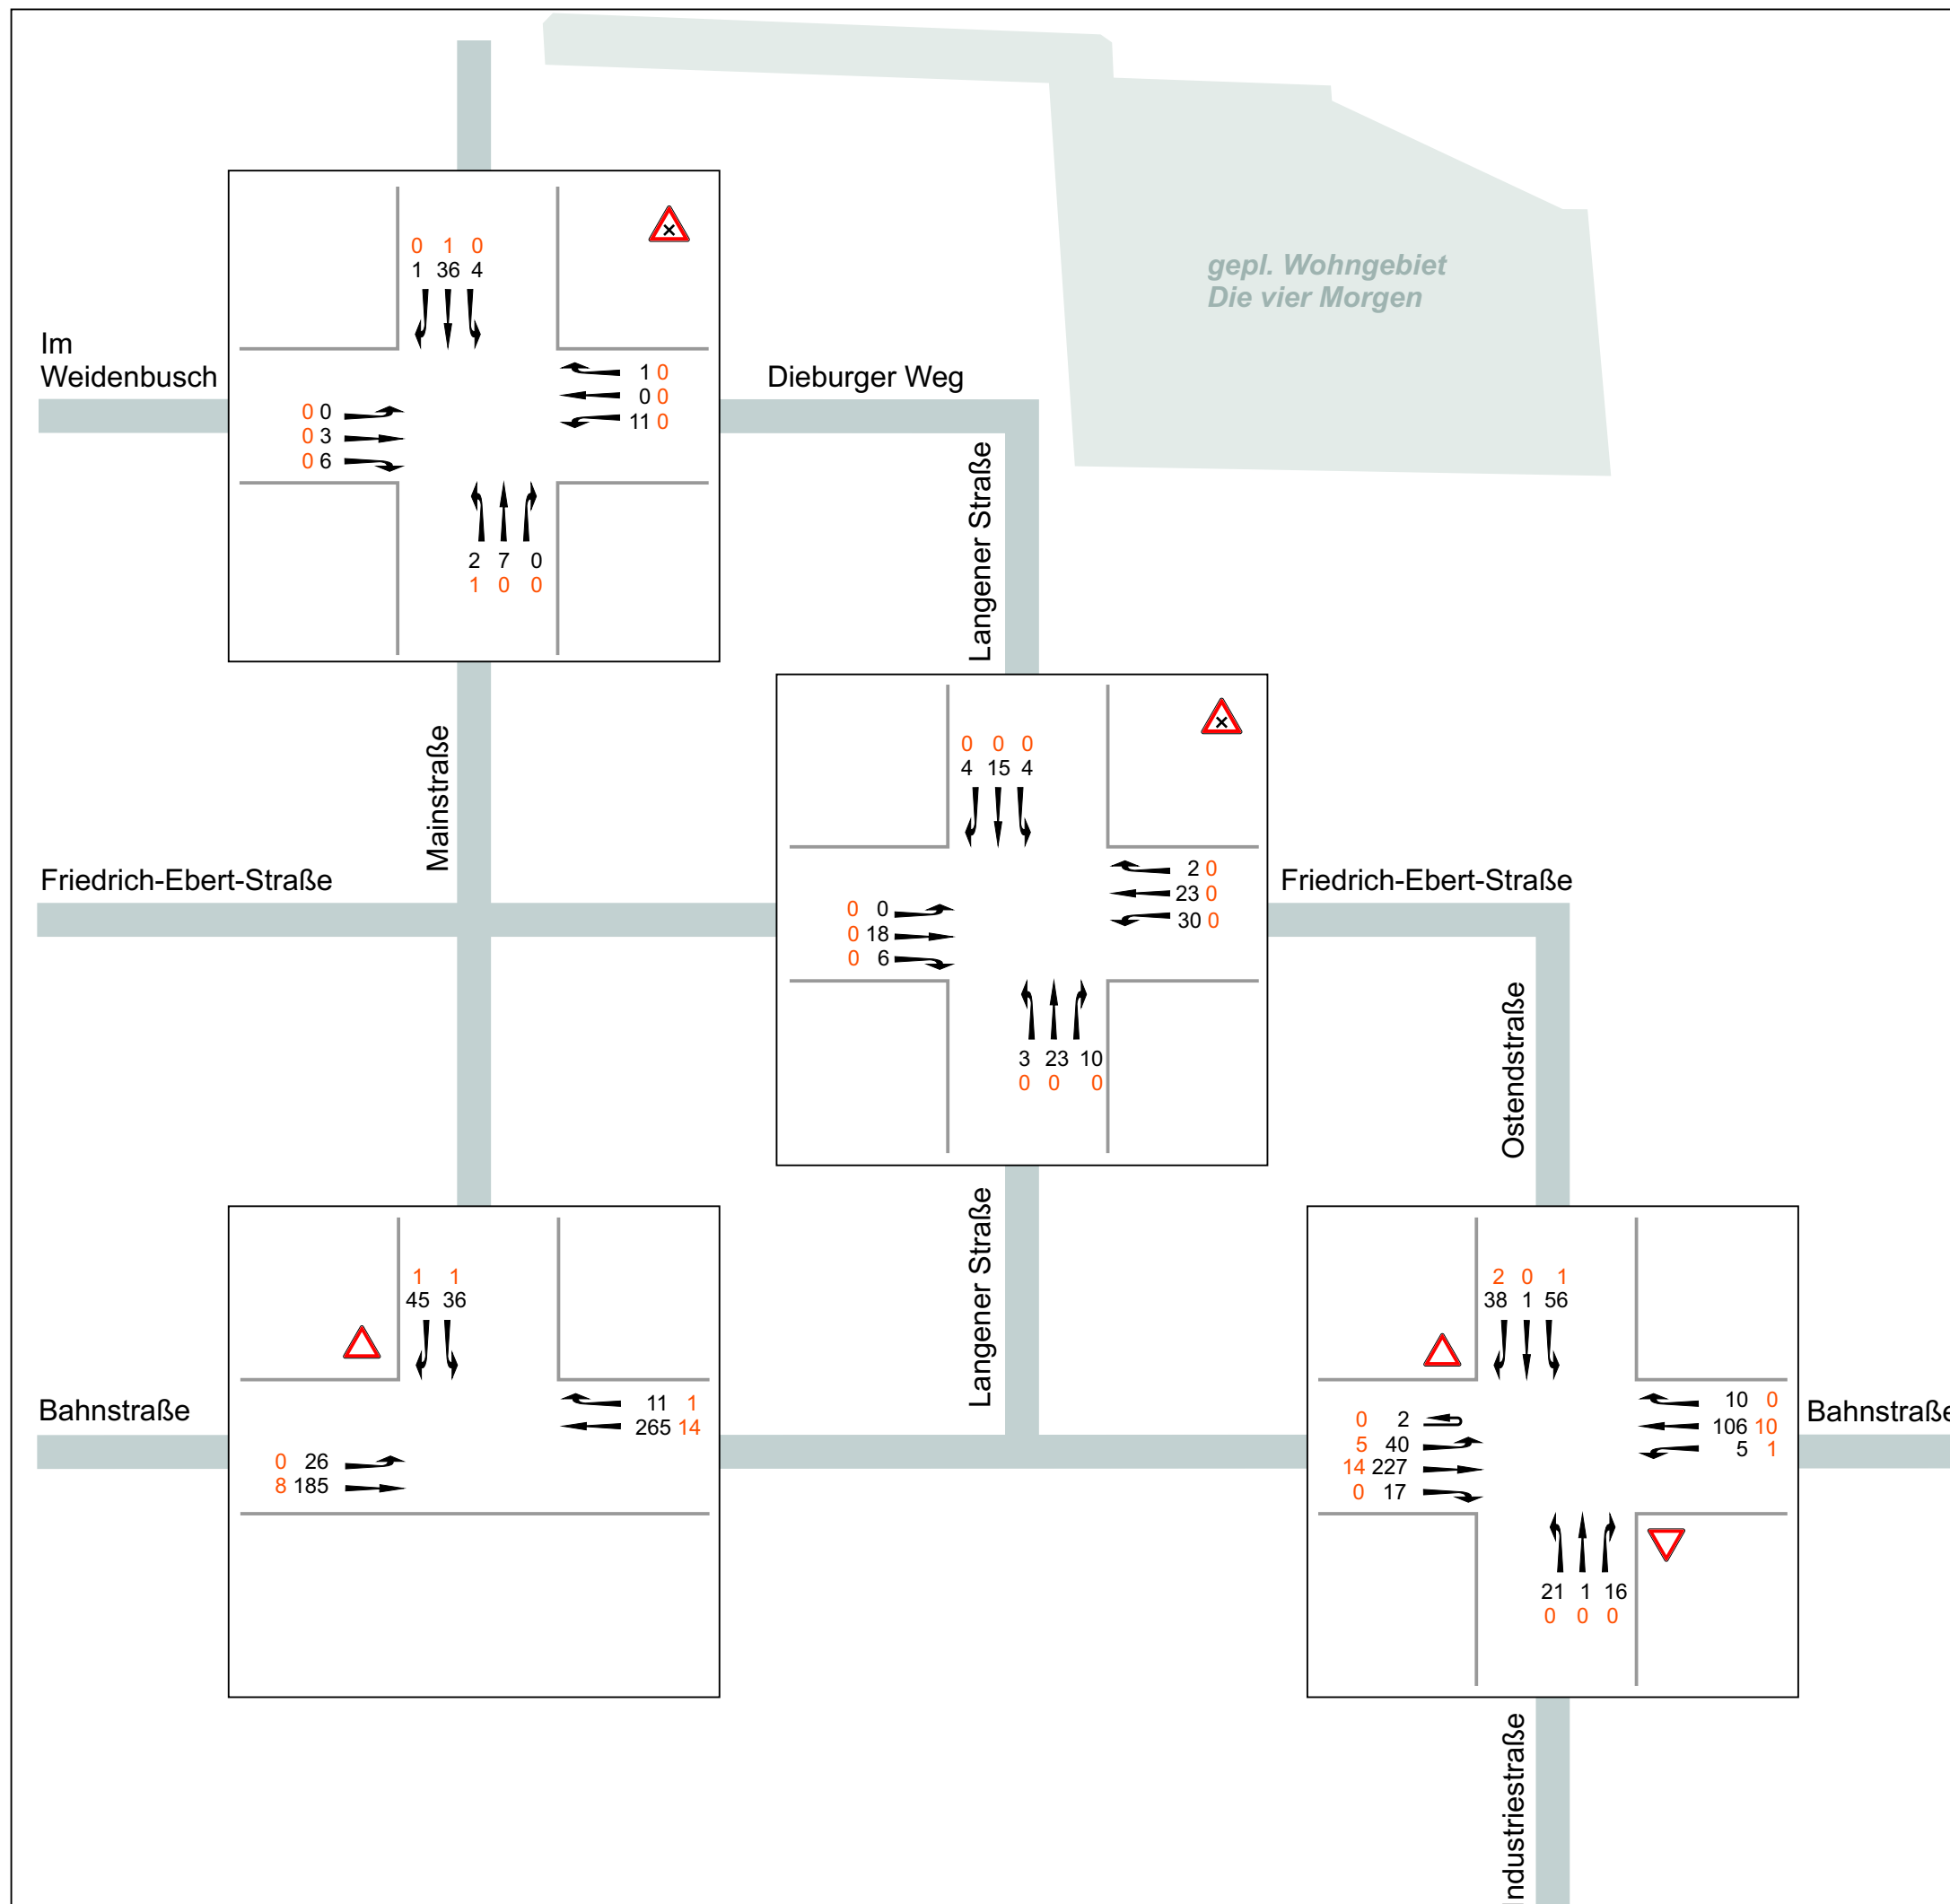 gepl. Wohngebiet
Die vier Morgen
0 1 0
1 36 4
Im
Weidenbusch
Dieburger Weg
1 0
0 0
11 0
0 0
0 3
0 6
2 7 0
1 0 0
Langener Straße
Mainstraße
0 0 0
4 15 4
Friedrich-Ebert-Straße
Friedrich-Ebert-Straße
2 0
23 0
30 0
0 0
0 18
0 6
3 23 10
0 0 0
Ostendstraße
Langener Straße
1 1
45 36
Bahnstraße
11 1
265 14
0 26
8 185
2 0 1
38 1 56
Bahnstraße
10 0
106 10
5 1
0 2
5 40
14 227
0 17
21 1 16
0 0 0
ndustriestraße